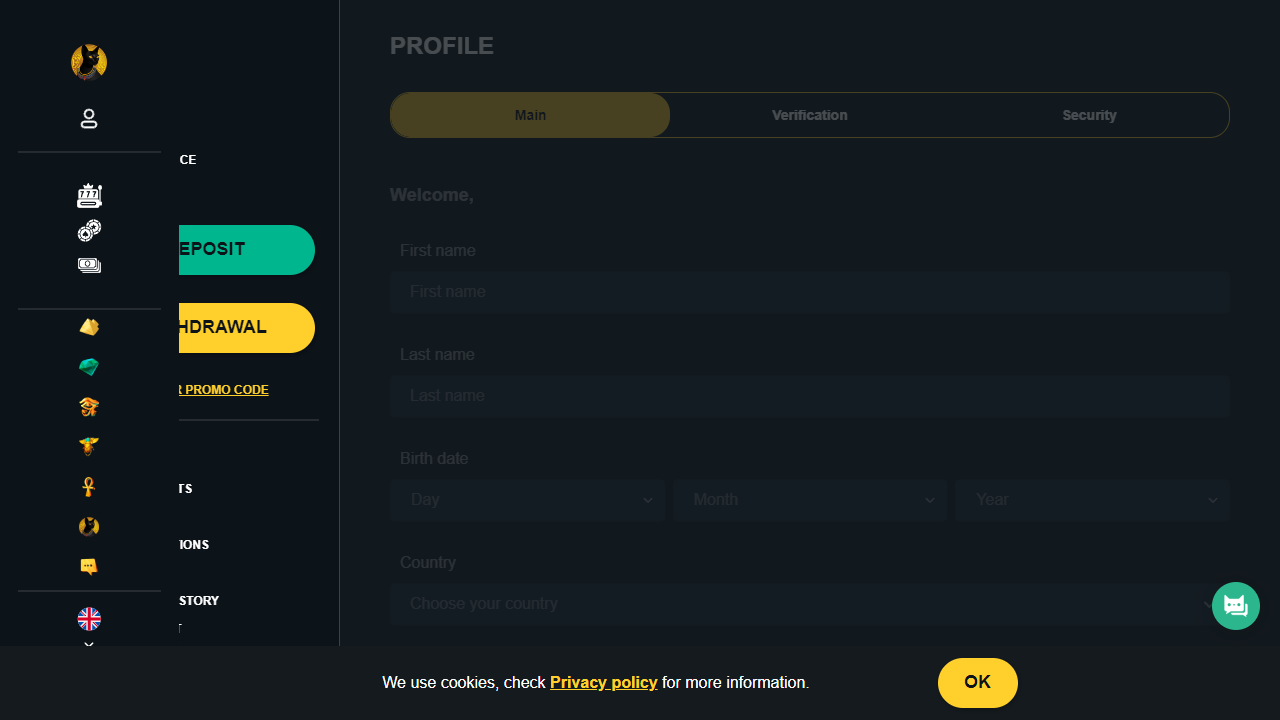 PROFILE
Main
Verification
Security
CE
Welcome,
First name
First name
EPOSIT
HDRAWAL
Last name
Last name
R PROMO CODE
Birth date
Day
Month
Year
TS
IONS
Country
Choose your country
STORY
T
We use cookies, check Privacy policy for more information.
OK